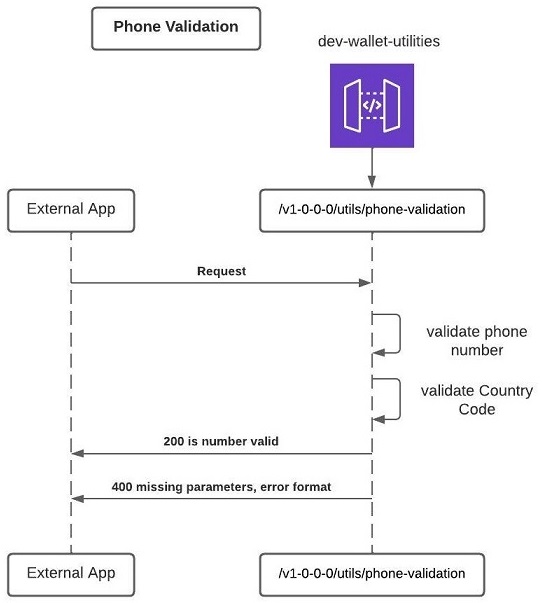 Phone Validation
dev-wallet-utilities
</>
External App
/v1-0-0-0/utils/phone-validation
Request
validate phone
number
validate Country
Code
200 is number valid
400 missing parameters, error format
External App
/v1-0-0-0/utils/phone-validation